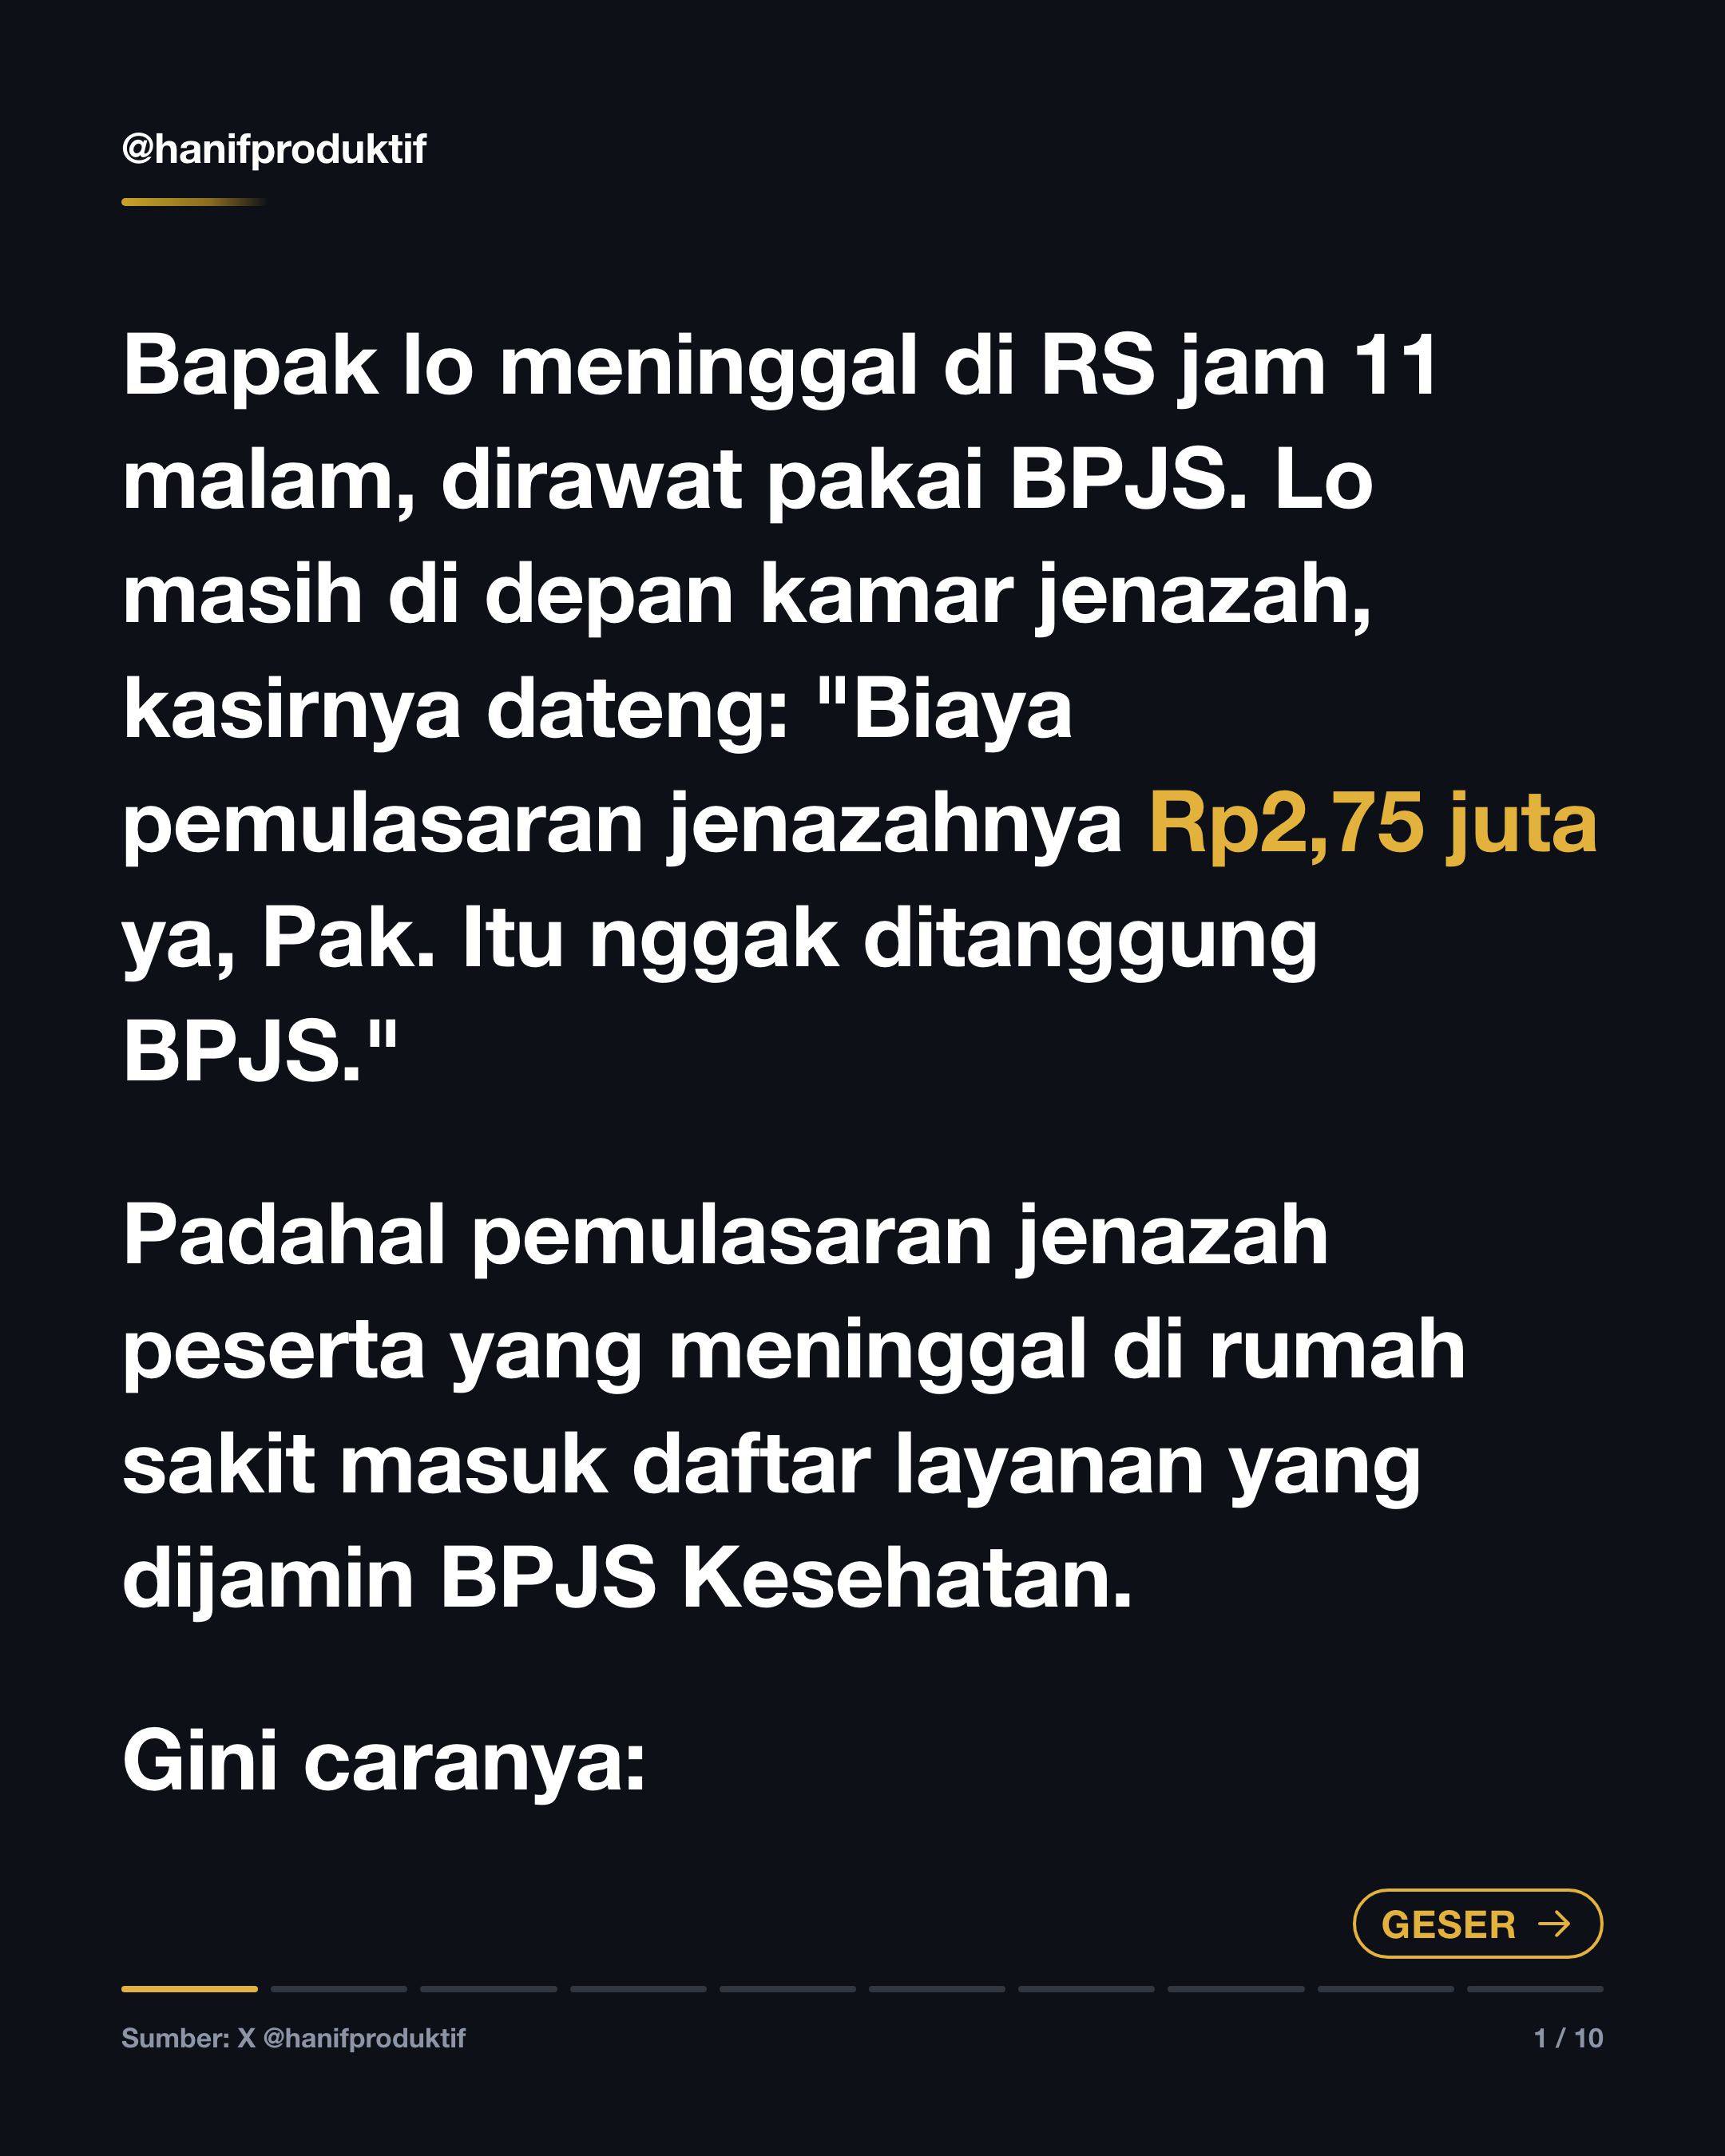 @hanifproduktif
Bapak lo meninggal di RS jam 11
malam, dirawat pakai BPJS. Lo
masih di depan kamar jenazah,
kasirnya dateng: "Biaya
pemulasaran jenazahnya Rp2,75 juta
ya, Pak. Itu nggak ditanggung
BPJS."
Padahal pemulasaran jenazah
peserta yang meninggal di rumah
sakit masuk daftar layanan yang
dijamin BPJS Kesehatan.
Gini caranya:
GESER →
Sumber: X @hanifproduktif
1 / 10